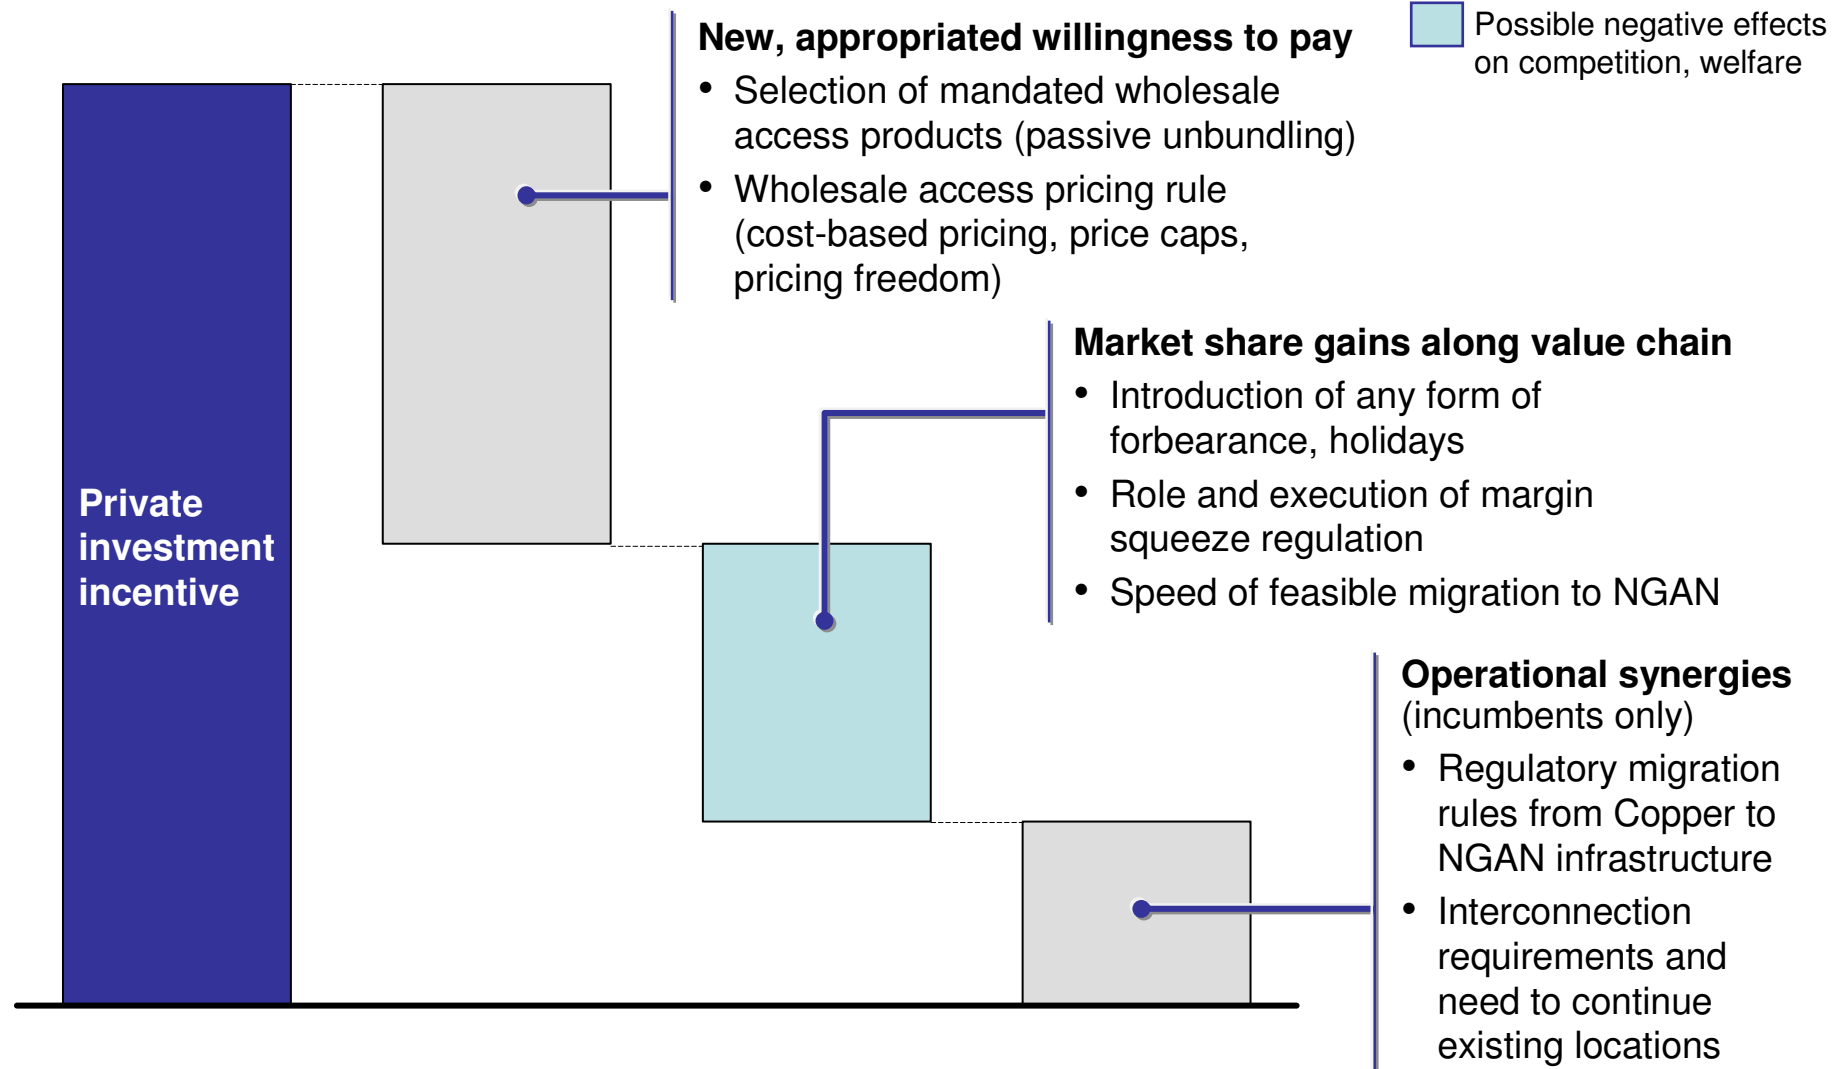 Possible negative effects
on competition, welfare
New, appropriated willingness to pay
• Selection of mandated wholesale
access products (passive unbundling)
• Wholesale access pricing rule
(cost-based pricing, price caps,
pricing freedom)
Market share gains along value chain
• Introduction of any form of
forbearance, holidays
• Role and execution of margin
squeeze regulation
• Speed of feasible migration to NGAN
Private
investment
incentive
Operational synergies
(incumbents only)
• Regulatory migration
rules from Copper to
NGAN infrastructure
• Interconnection
requirements and
need to continue
existing locations